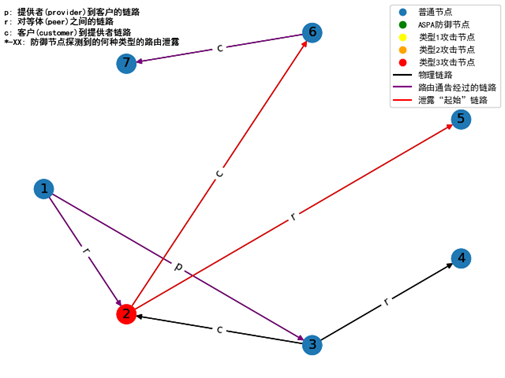 p: 提供者(provider)到客户的链路
r: 对等体(peer)之间的链路
c: 客户(customer)到提供者链路
*-XX: 防御节点探测到的何种类型的路由泄露
普通节点
ASPA防御节点
类型1攻击节点
类型2攻击节点
类型3攻击节点
物理链路
路由通告经过的链路
泄露“起始”链路
6
c
7
5
c
1
r
r
p
4
2
r
c
3